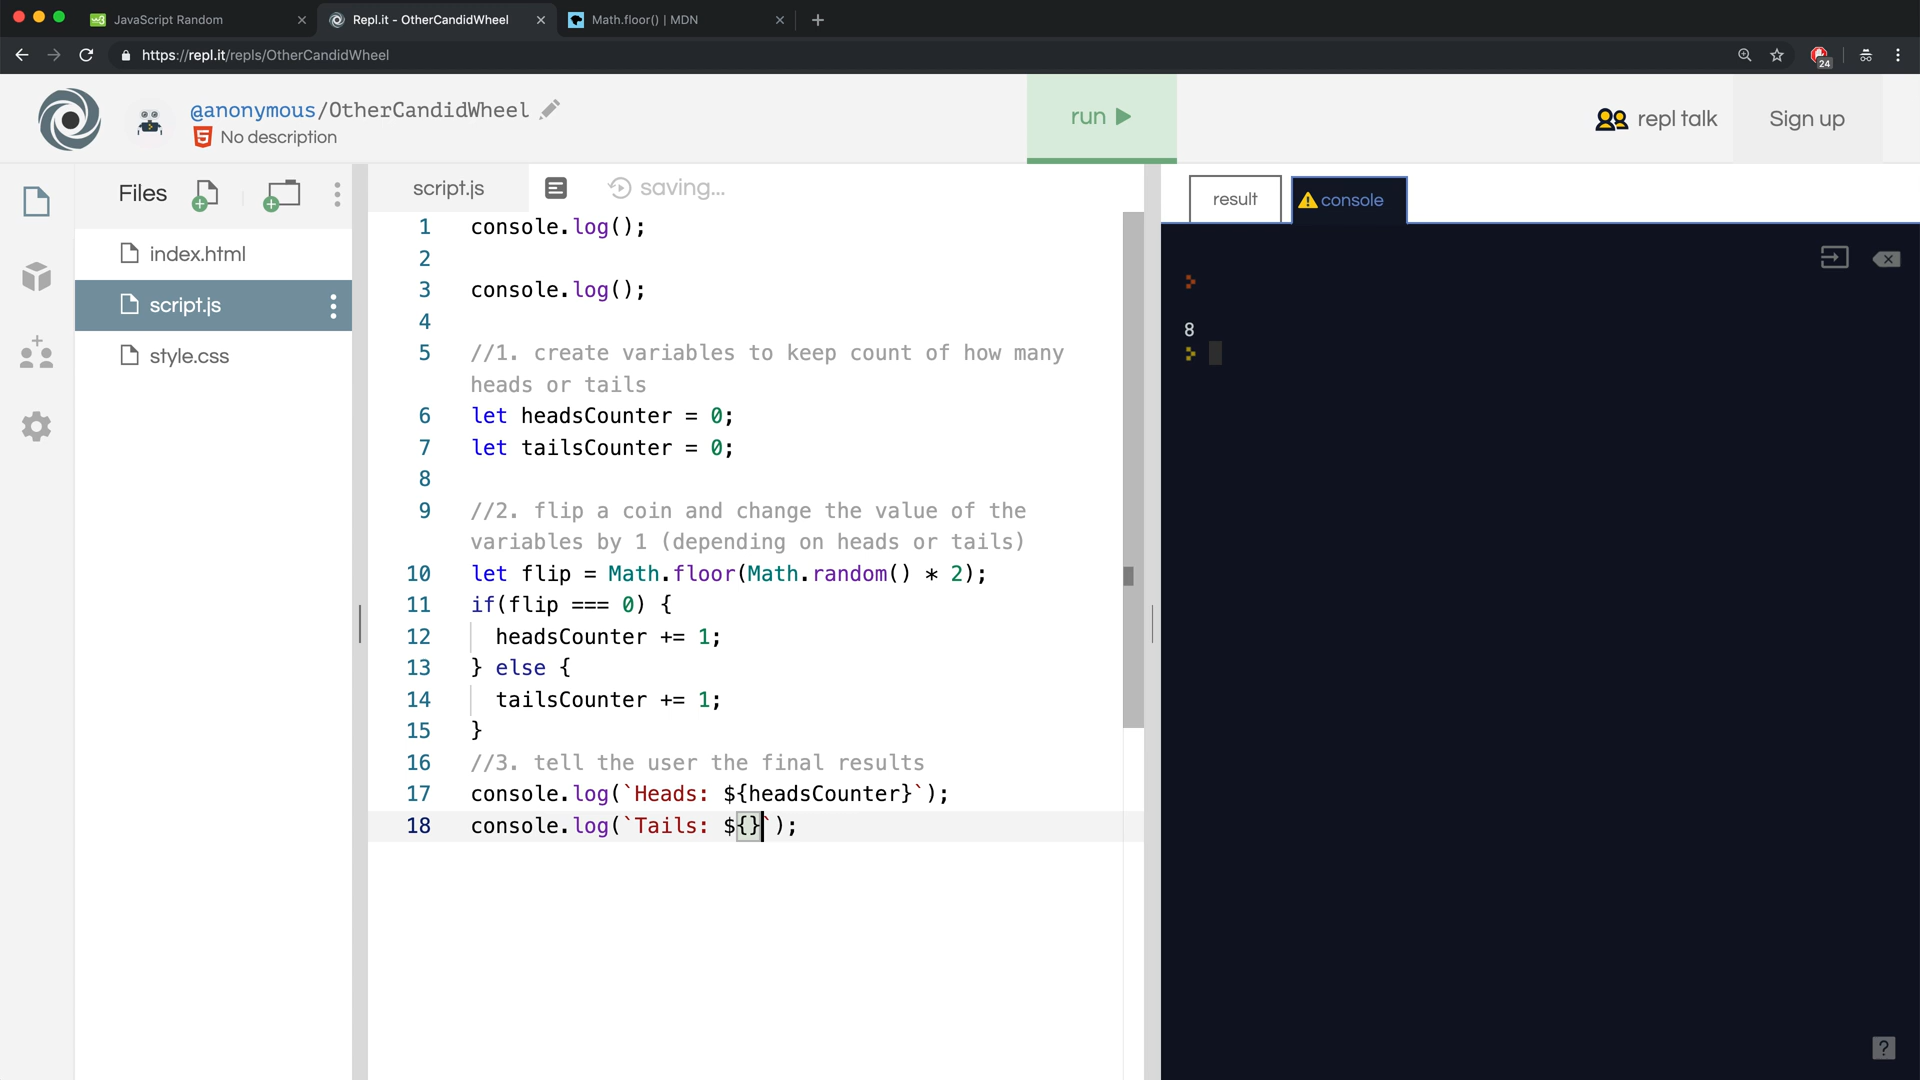 JavaScript Random
Repl.it - OtherCandidWheel
Math.floor() | MDN
https://repl.it/repls/OtherCandidWheel
24
@anonymous/OtherCandidWheel
No description
run
repl talk
Sign up
Files
script.js
saving...
result
console
index.html
script.js
style.css
1 console.log();
2
3 console.log();
4
5 //1. create variables to keep count of how many
heads or tails
6 let headsCounter = 0;
7 let tailsCounter = 0;
8
9 //2. flip a coin and change the value of the
variables by 1 (depending on heads or tails)
10 let flip = Math.floor(Math.random() * 2);
11 if(flip === 0) {
12 headsCounter += 1;
13 } else {
14 tailsCounter += 1;
15 }
16 //3. tell the user the final results
17 console.log(`Heads: ${headsCounter}`);
18 console.log(`Tails: ${}`);
8
?